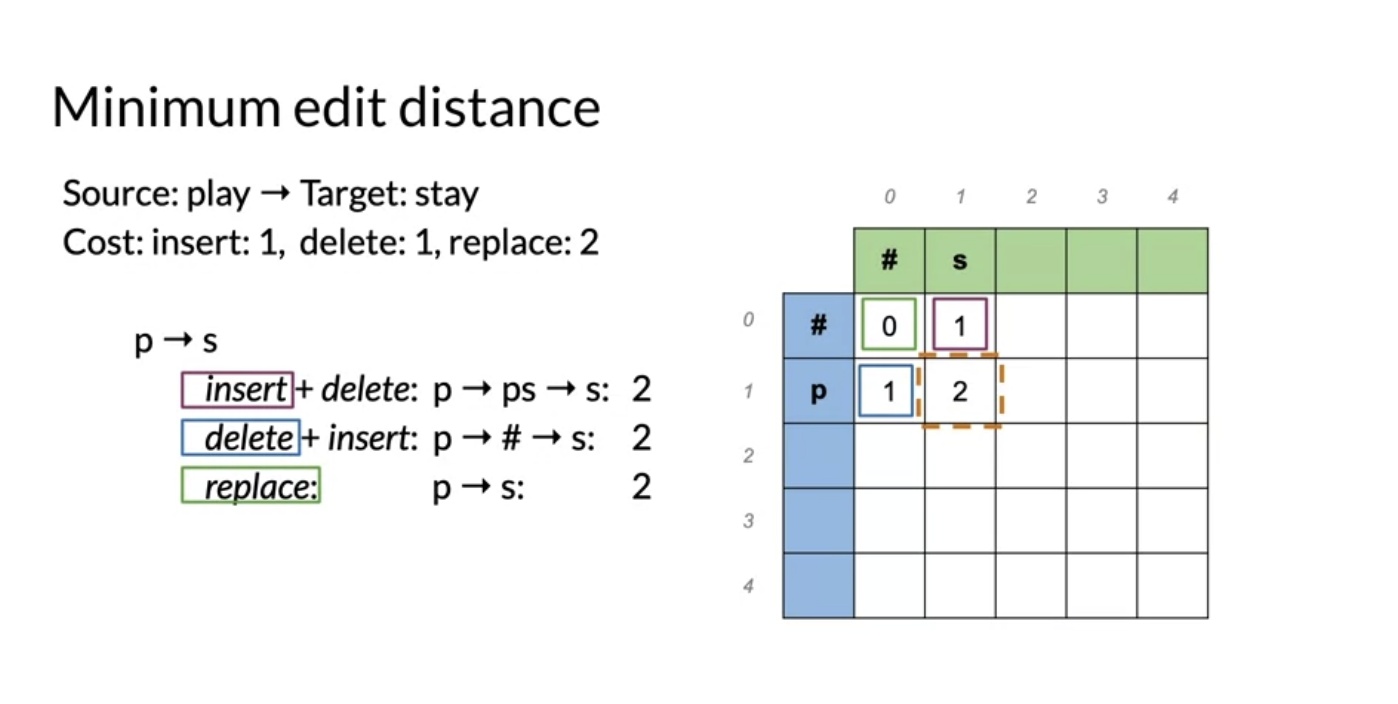 Minimum edit distance
Source: play → Target: stay
Cost: insert: 1, delete: 1, replace: 2
p → s
insert + delete: p → ps → s: 2
delete + insert: p → # → s: 2
replace: p → s: 2
0 1 2 3 4
# s
0 # 0 1
1 p 1 2
2
3
4